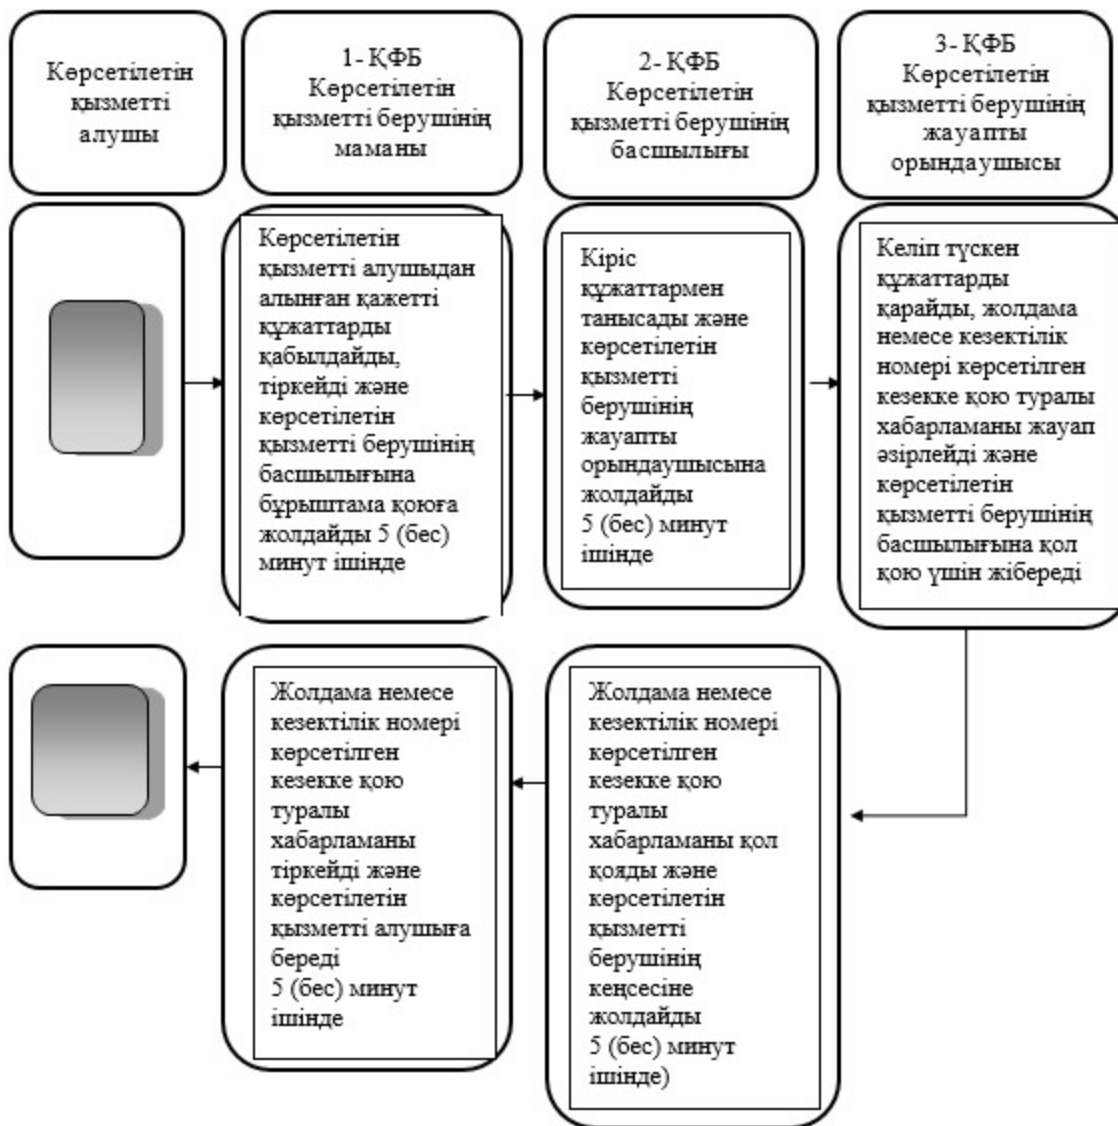 Көрсетілетін
қызметті
алушы
1- ҚФБ
Көрсетілетін
қызметті берушінің
маманы
2- ҚФБ
Көрсетілетін
қызметті берушінің
басшылығы
3- ҚФБ
Көрсетілетін
қызметті берушінің
жауапты
орындаушысы
Көрсетілетін
қызметті алушыдан
алынған қажетті
құжаттарды
қабылдайды,
тіркейді және
көрсетілетін
қызметті берушінің
басшылығына
бұрыштама қоюға
жолдайды 5 (бес)
минут ішінде
Кіріс
құжаттармен
танысады және
көрсетілетін
қызметті
берушінің
жауапты
орындаушысына
жолдайды
5 (бес) минут
ішінде
Келіп түскен
құжаттарды
қарайды, жолдама
немесе кезектілік
номері көрсетілген
кезекке қою туралы
хабарламаны жауап
әзірлейді және
көрсетілетін
қызметті берушінің
басшылығына қол
қою үшін жібереді
Жолдама немесе
кезектілік номері
көрсетілген
кезекке қою
туралы
хабарламаны
тіркейді және
көрсетілетін
қызметті алушыға
береді
5 (бес) минут
ішінде
Жолдама немесе
кезектілік номері
көрсетілген
кезекке қою
туралы
хабарламаны қол
қояды және
көрсетілетін
қызметті
берушінің
кеңсесіне
жолдайды
5 (бес) минут
ішінде)